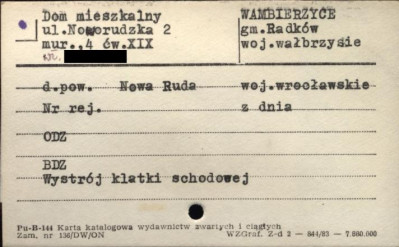 Dom mieszkalny WAMBIERZYCE
ul.Noworudzka 2 gm.Radków
mur.,4 ćw.XIX woj.wałbrzysie
d.pow. Nowa Ruda woj.wrocławskie
Nr rej. z dnia
ODZ
BDZ
Wystrój klatki schodowej
Pu-B-144 Karta katalogowa wydawnictw zwartych i ciągłych
Zam. nr 136/DW/ON WZGraf. Z-d 2 — 844/83 — 7.860.000